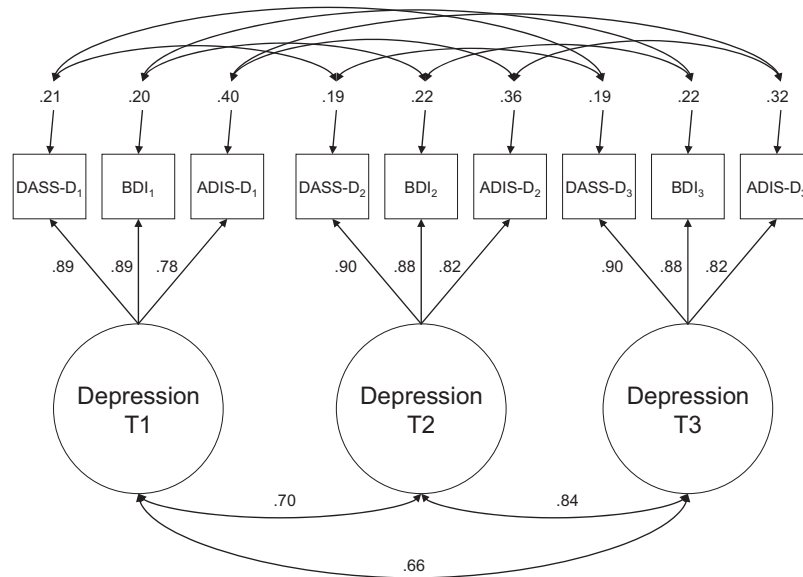 .21 .20 .40 .19 .22 .36 .19 .22 .32
DASS-D₁ BDI₁ ADIS-D₁ DASS-D₂ BDI₂ ADIS-D₂ DASS-D₃ BDI₃ ADIS-D₃
.89 .89 .78 .90 .88 .82 .90 .88 .82
Depression Depression Depression
T1 T2 T3
.70 .84
.66